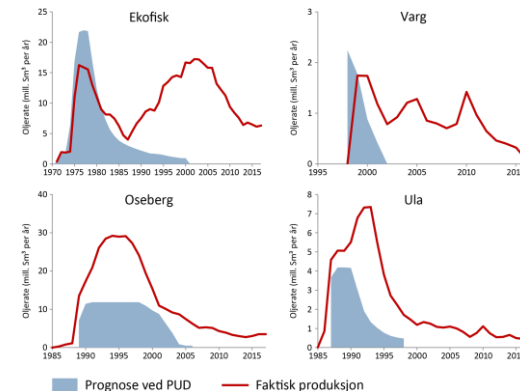 Ekofisk
Oljerate (mill. Sm³ per år)
25
20
15
10
5
0
1970 1975 1980 1985 1990 1995 2000 2005 2010 2015
Varg
Oljerate (mill. Sm³ per år)
3
2
1
0
1995 2000 2005 2010
Oseberg
Oljerate (mill. Sm³ per år)
40
30
20
10
0
1985 1990 1995 2000 2005 2010 2015
Ula
Oljerate (mill. Sm³ per år)
8
7
6
5
4
3
2
1
0
1985 1990 1995 2000 2005 2010
Prognose ved PUD Faktisk produksjon